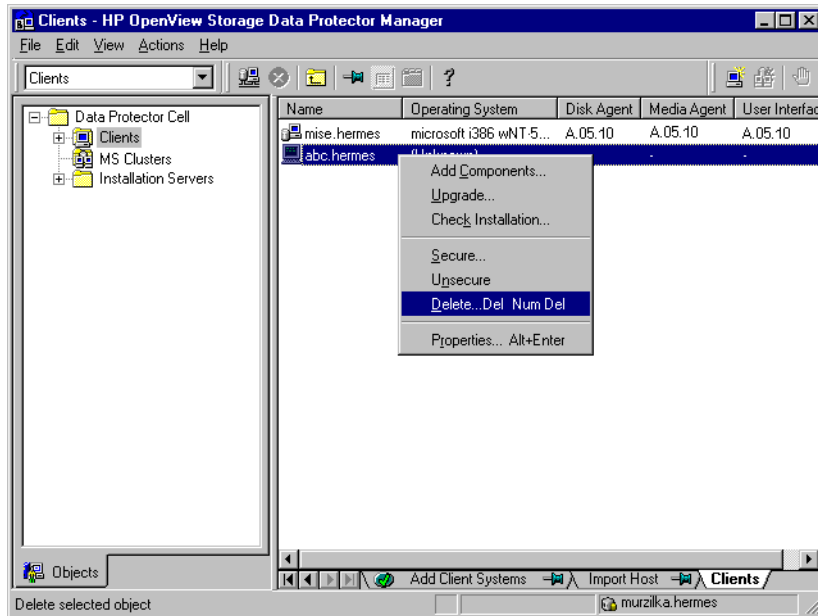 Clients - HP OpenView Storage Data Protector Manager
File Edit View Actions Help
Clients
Data Protector Cell
Clients
MS Clusters
Installation Servers
Name Operating System Disk Agent Media Agent User Interfac
mise.hermes microsoft i386 wNT-5... A.05.10 A.05.10 A.05.10
abc.hermes (Unknown) - -
Add Components...
Upgrade...
Check Installation...
Secure...
Unsecure
Delete...Del Num Del
Properties... Alt+Enter
Objects
Add Client Systems Import Host Clients
Delete selected object murzilka.hermes